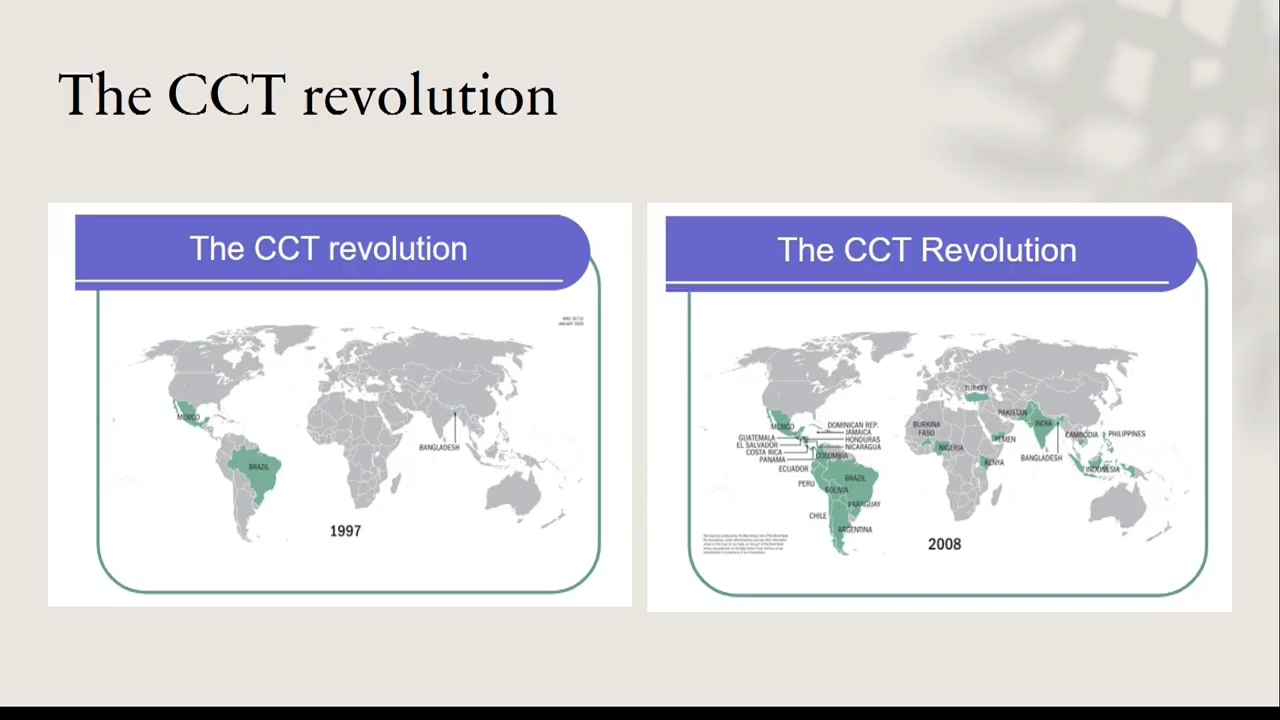 The CCT revolution
The CCT revolution
MEXICO
BRAZIL
BANGLADESH
1997
The CCT Revolution
TURKEY
PAKISTAN
MEXICO
DOMINICAN REP.
JAMAICA
BURKINA
FASO
INDIA
CAMBODIA
PHILIPPINES
GUATEMALA
HONDURAS
YEMEN
EL SALVADOR
NICARAGUA
NIGERIA
COSTA RICA
COLOMBIA
BANGLADESH
PANAMA
KENYA
ECUADOR
INDONESIA
BRAZIL
PERU
BOLIVIA
PARAGUAY
CHILE
ARGENTINA
2008